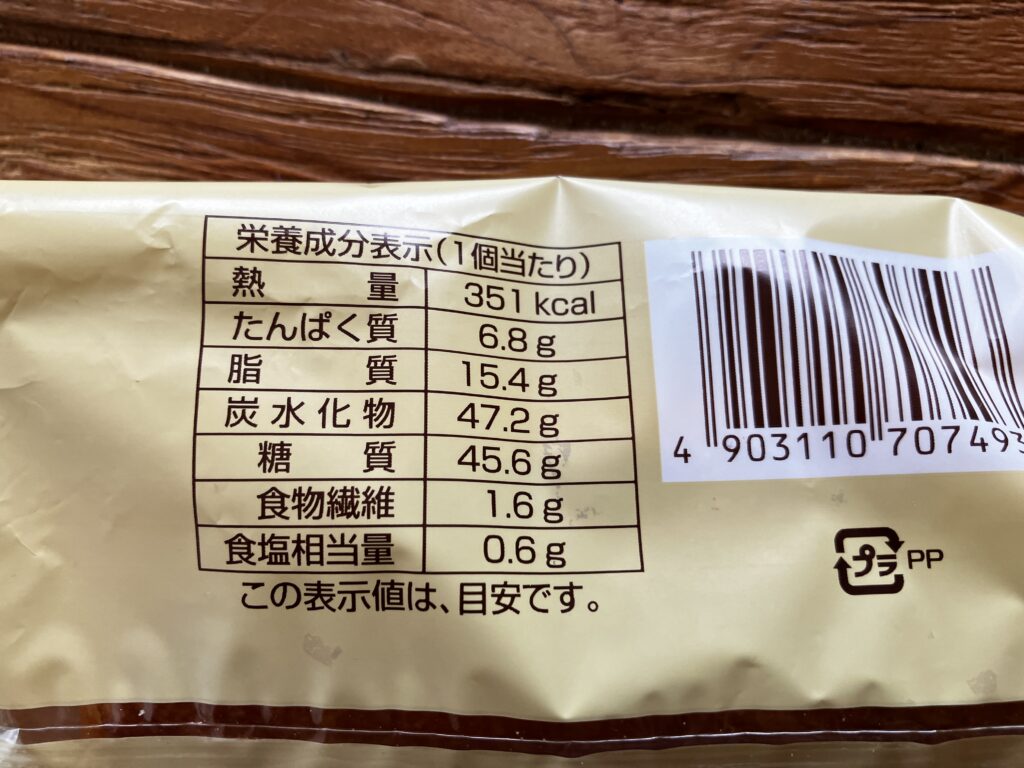 栄養成分表示(1個当たり)
熱量 351 kcal
たんぱく質 6.8 g
脂質 15.4 g
炭水化物 47.2 g
糖質 45.6 g
食物繊維 1.6 g
食塩相当量 0.6 g
この表示値は、目安です。
4 903110 707493
プラ PP